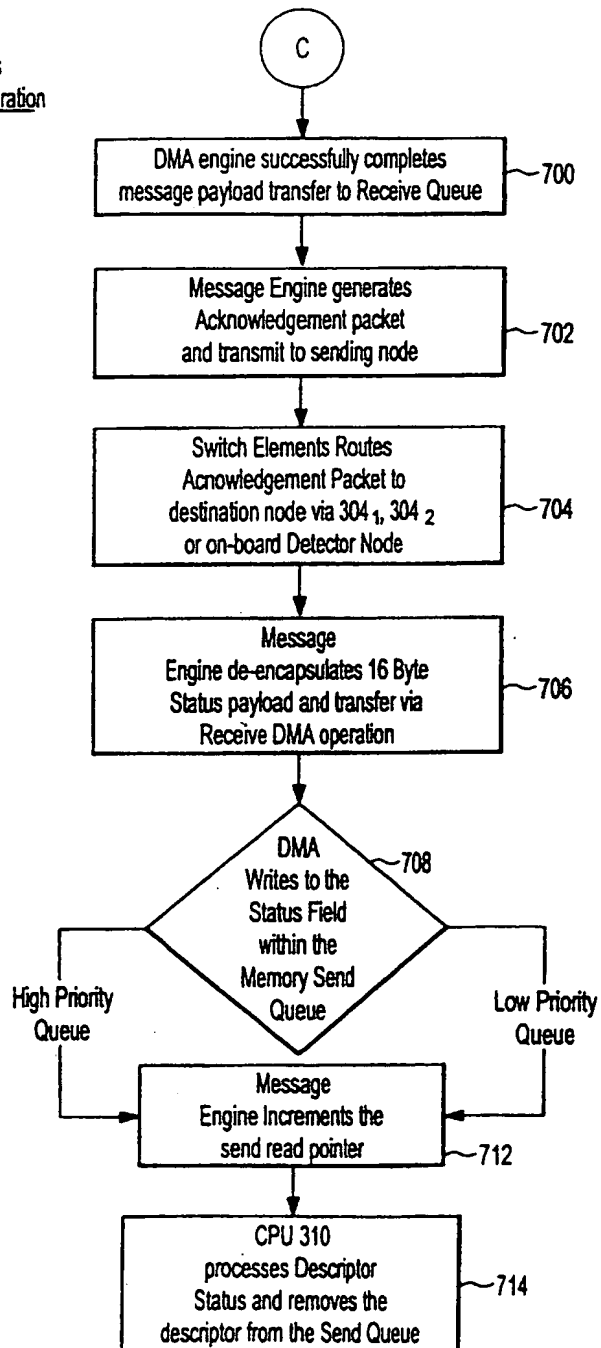 C
DMA engine successfully completes
message payload transfer to Receive Queue
700
Message Engine generates
Acknowledgement packet
and transmit to sending node
702
Switch Elements Routes
Acnowledgement Packet to
destination node via 304 1, 304 2
or on-board Detector Node
704
Message
Engine de-encapsulates 16 Byte
Status payload and transfer via
Receive DMA operation
706
DMA
Writes to the
Status Field
within the
Memory Send
Queue
708
High Priority
Queue
Low Priority
Queue
Message
Engine Increments the
send read pointer
712
CPU 310
processes Descriptor
Status and removes the
descriptor from the Send Queue
714